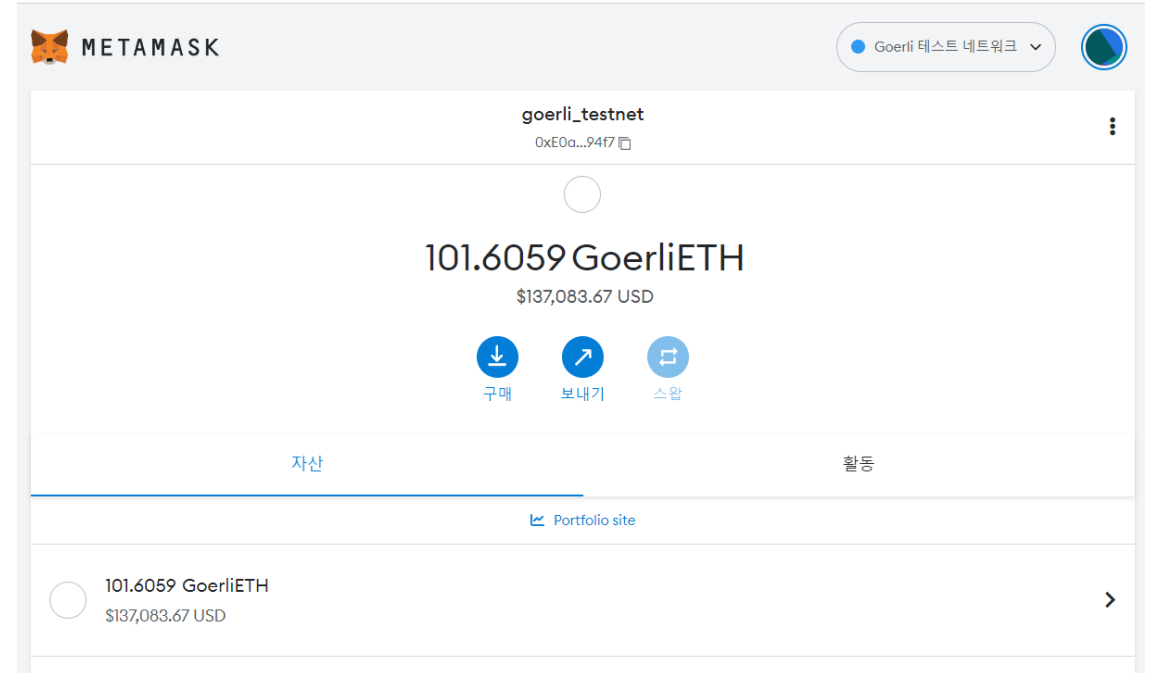 METAMASK
Goerli 테스트 네트워크
goerli_testnet
0xE0a...94f7
101.6059 GoerliETH
$137,083.67 USD
구매 보내기 스왑
자산 활동
Portfolio site
101.6059 GoerliETH
$137,083.67 USD